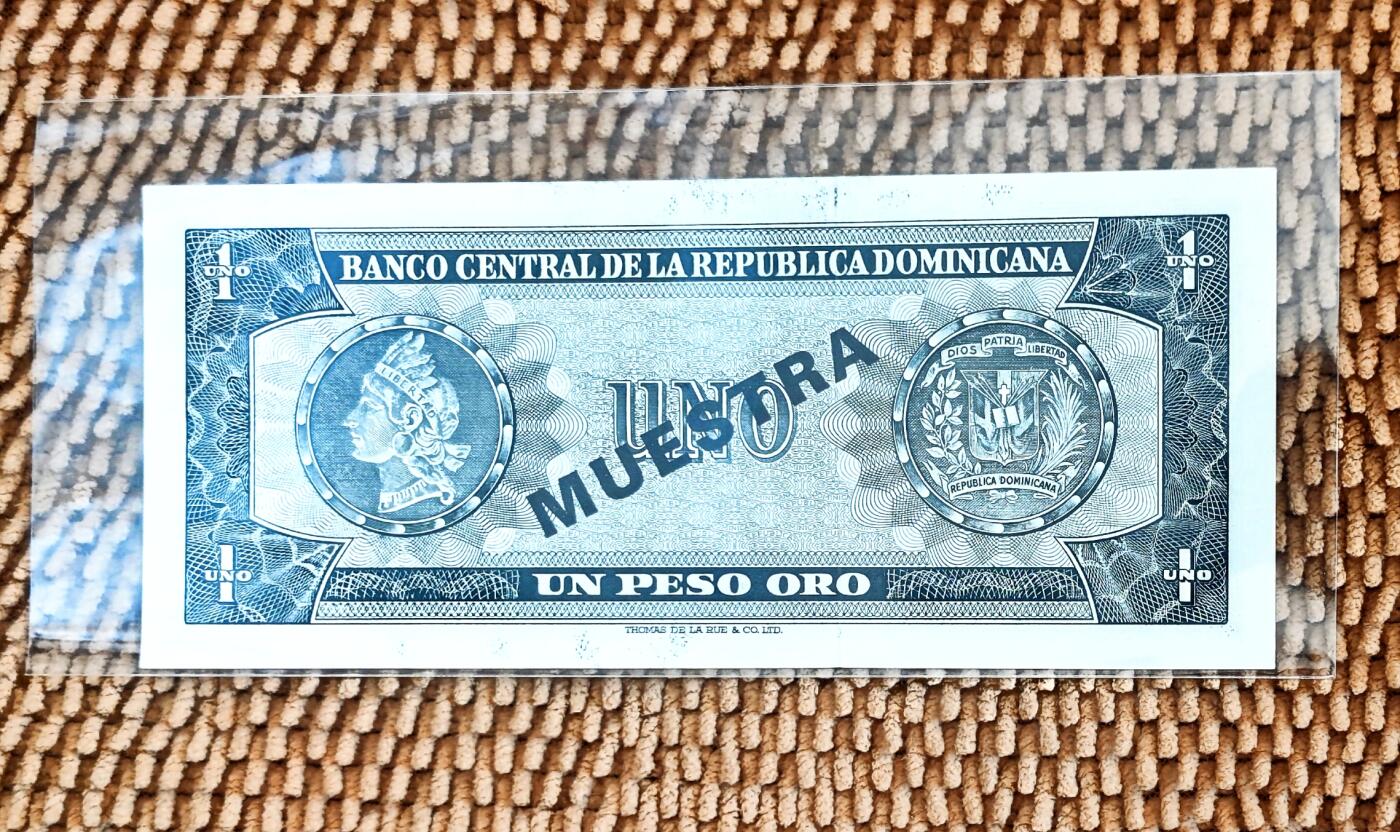 1 UNO
1 UNO
BANCO CENTRAL DE LA REPUBLICA DOMINICANA
LIBERTAD
DIOS PATRIA LIBERTAD
UNO
MUESTRA
REPUBLICA DOMINICANA
1 UNO
1 UNO
UN PESO ORO
THOMAS DE LA RUE & CO. LTD.